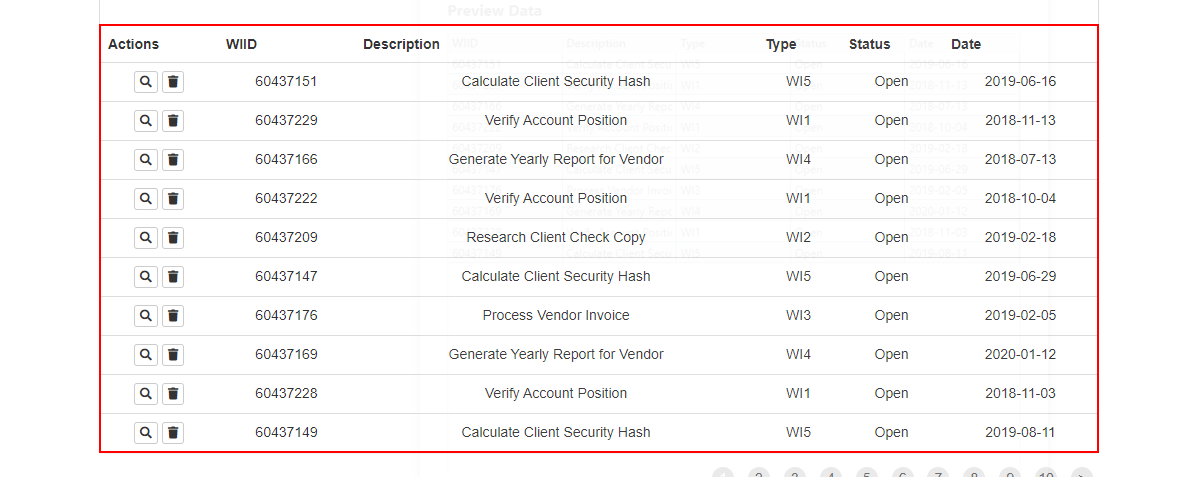 Preview Data
Actions WIID Description Type Status Date
60437151 Calculate Client Security Hash WI5 Open 2019-06-16
60437229 Verify Account Position WI1 Open 2018-11-13
60437166 Generate Yearly Report for Vendor WI4 Open 2018-07-13
60437222 Verify Account Position WI1 Open 2018-10-04
60437209 Research Client Check Copy WI2 Open 2019-02-18
60437147 Calculate Client Security Hash WI5 Open 2019-06-29
60437176 Process Vendor Invoice WI3 Open 2019-02-05
60437169 Generate Yearly Report for Vendor WI4 Open 2020-01-12
60437228 Verify Account Position WI1 Open 2018-11-03
60437149 Calculate Client Security Hash WI5 Open 2019-08-11
2 3 4 5 6 7 8 9 10 >